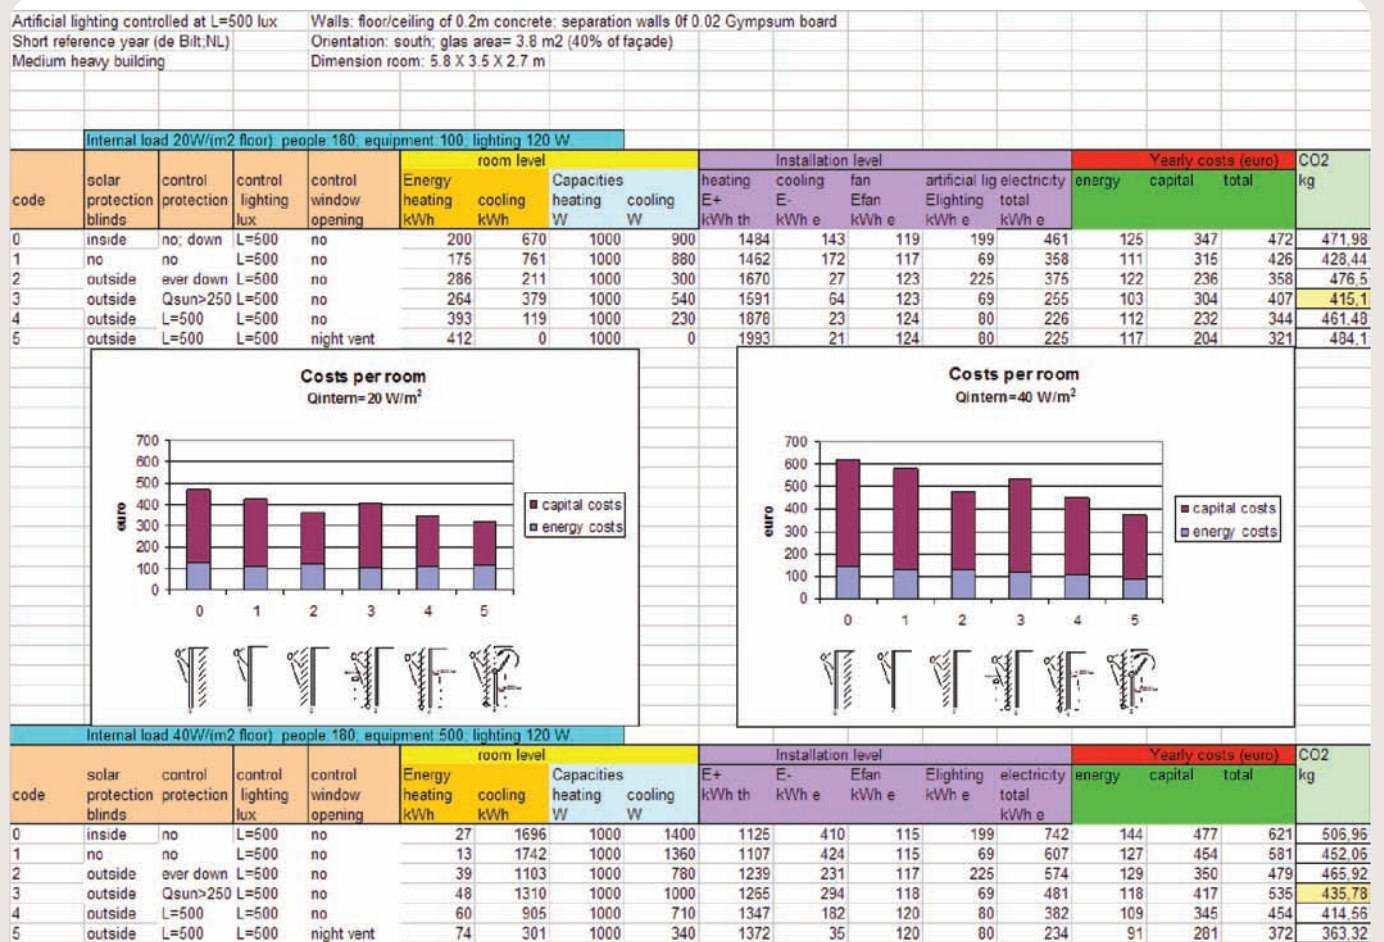 Artificial lighting controlled at L=500 lux Walls: floor/ceiling of 0.2m concrete; separation walls 0f 0.02 Gympsum board
Short reference year (de Bilt;NL) Orientation: south; glas area= 3.8 m2 (40% of façade)
Medium heavy building Dimension room: 5.8 X 3.5 X 2.7 m
Internal load 20W/(m2 floor): people:180; equipment:100; lighting 120 W.
room level Installation level Yearly costs (euro) CO2
solar control control control Energy Capacities heating cooling fan artificial lig electricity energy capital total kg
code protection protection lighting window heating cooling heating cooling E+ E- Efan Elighting total
blinds lux opening kWh kWh W W kWh th kWh e kWh e kWh e kWh e
0 inside no; down L=500 no 200 670 1000 900 1484 143 119 199 461 125 347 472 471,98
1 no no L=500 no 175 761 1000 880 1462 172 117 69 358 111 315 426 428,44
2 outside ever down L=500 no 286 211 1000 300 1670 27 123 225 375 122 236 358 476,5
3 outside Qsun>250 L=500 no 264 379 1000 540 1591 64 123 69 255 103 304 407 415,1
4 outside L=500 L=500 no 393 119 1000 230 1878 23 124 80 226 112 232 344 461,48
5 outside L=500 L=500 night vent 412 0 1000 0 1993 21 124 80 225 117 204 321 484,1
Costs per room
Qintern=20 W/m²
700
600
500
400
300
200
100
0
euro
0 1 2 3 4 5
capital costs
energy costs
Costs per room
Qintern=40 W/m²
700
600
500
400
300
200
100
0
euro
0 1 2 3 4 5
capital costs
energy costs
Internal load 40W/(m2 floor): people:180; equipment:500; lighting 120 W.
room level Installation level Yearly costs (euro) CO2
solar control control control Energy Capacities E+ E- Efan Elighting electricity energy capital total kg
code protection protection lighting window heating cooling heating cooling kWh th kWh e kWh e kWh e total
blinds lux opening kWh kWh W W kWh e
0 inside no L=500 no 27 1696 1000 1400 1125 410 115 199 742 144 477 621 506,96
1 no no L=500 no 13 1742 1000 1360 1107 424 115 69 607 127 454 581 452,06
2 outside ever down L=500 no 39 1103 1000 780 1239 231 117 225 574 129 350 479 465,92
3 outside Qsun>250 L=500 no 48 1310 1000 1000 1265 294 118 69 481 118 417 535 435,78
4 outside L=500 L=500 no 60 905 1000 710 1347 182 120 80 382 109 345 454 414,56
5 outside L=500 L=500 night vent 74 301 1000 340 1372 35 120 80 234 91 281 372 363,32